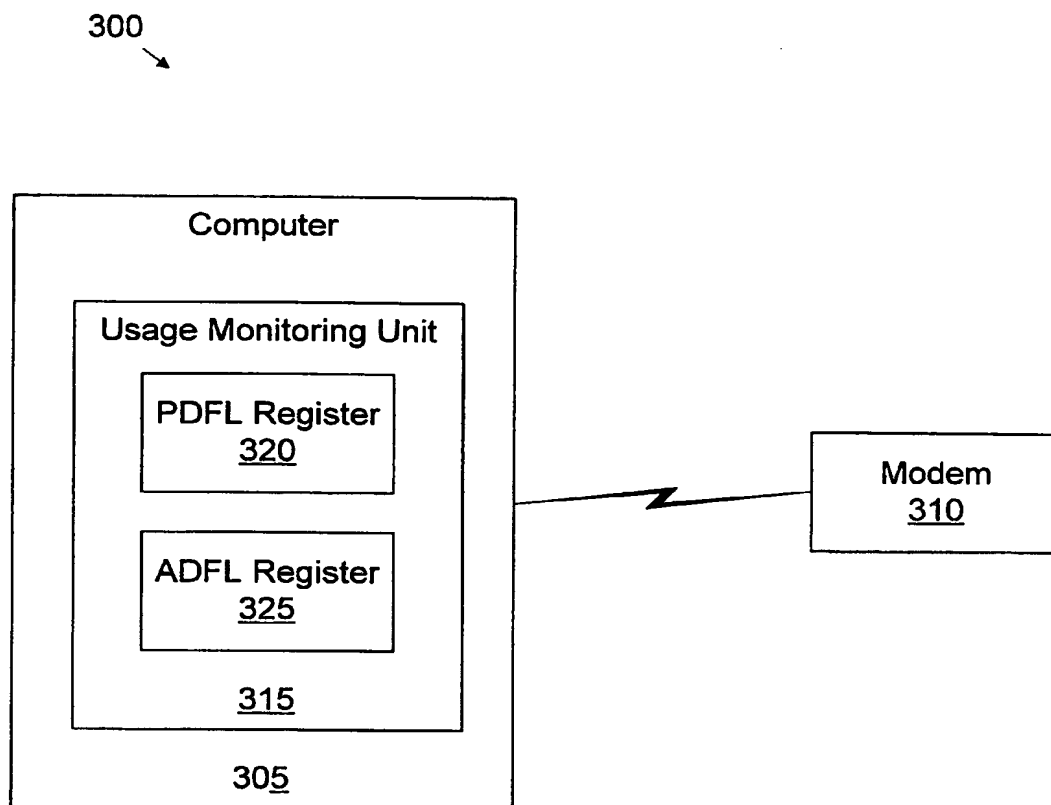 300
Computer
Usage Monitoring Unit
PDFL Register
320
ADFL Register
325
315
305
Modem
310